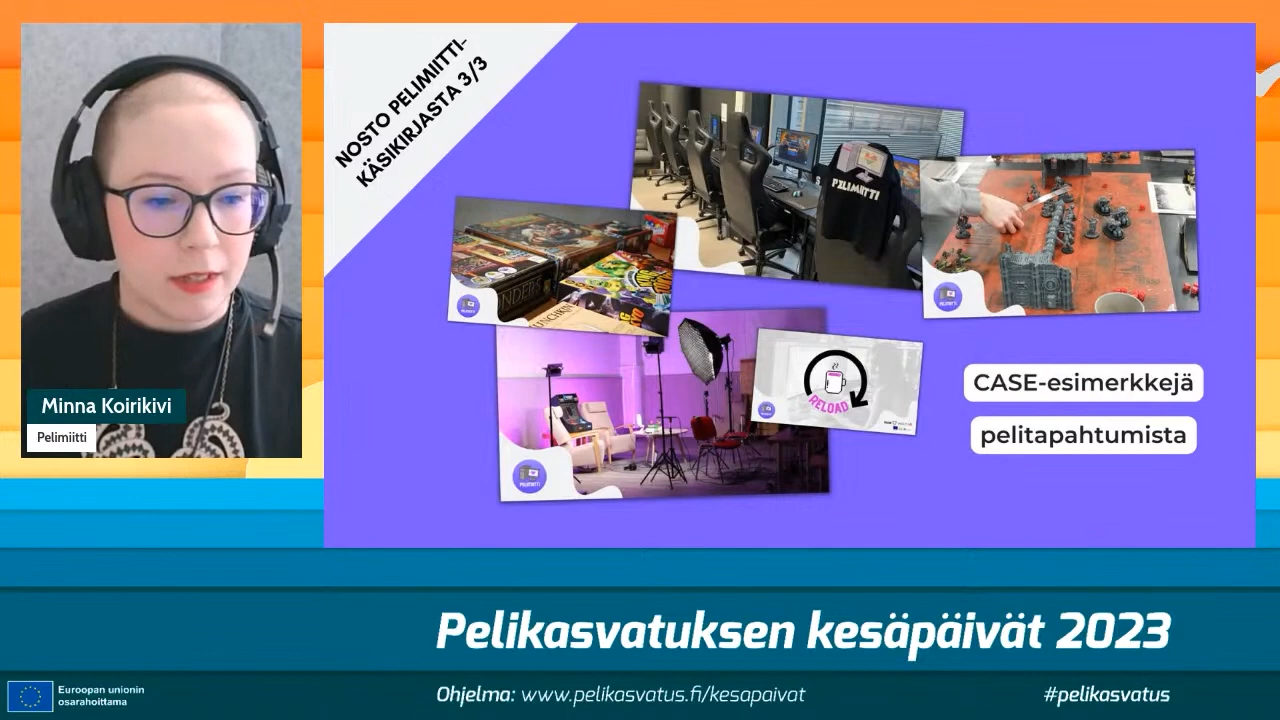 NOSTO PELIMIITTI-
KÄSIKIRJASTA 3/3
PELIMIITTI
MUNCHKIN
RELOAD
CASE-esimerkkejä
pelitapahtumista
Minna Koirikivi
Pelimiitti
Pelikasvatuksen kesäpäivät 2023
Euroopan unionin
osarahoittama
Ohjelma: www.pelikasvatus.fi/kesapaivat
#pelikasvatus